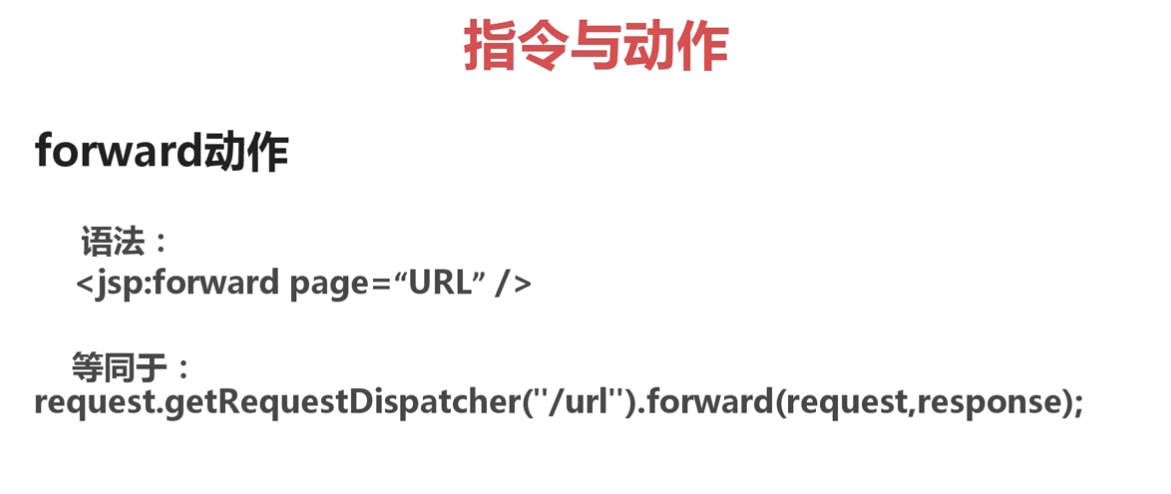 指令与动作
forward动作
语法：
<jsp:forward page=“URL” />
等同于：
request.getRequestDispatcher("/url").forward(request,response);